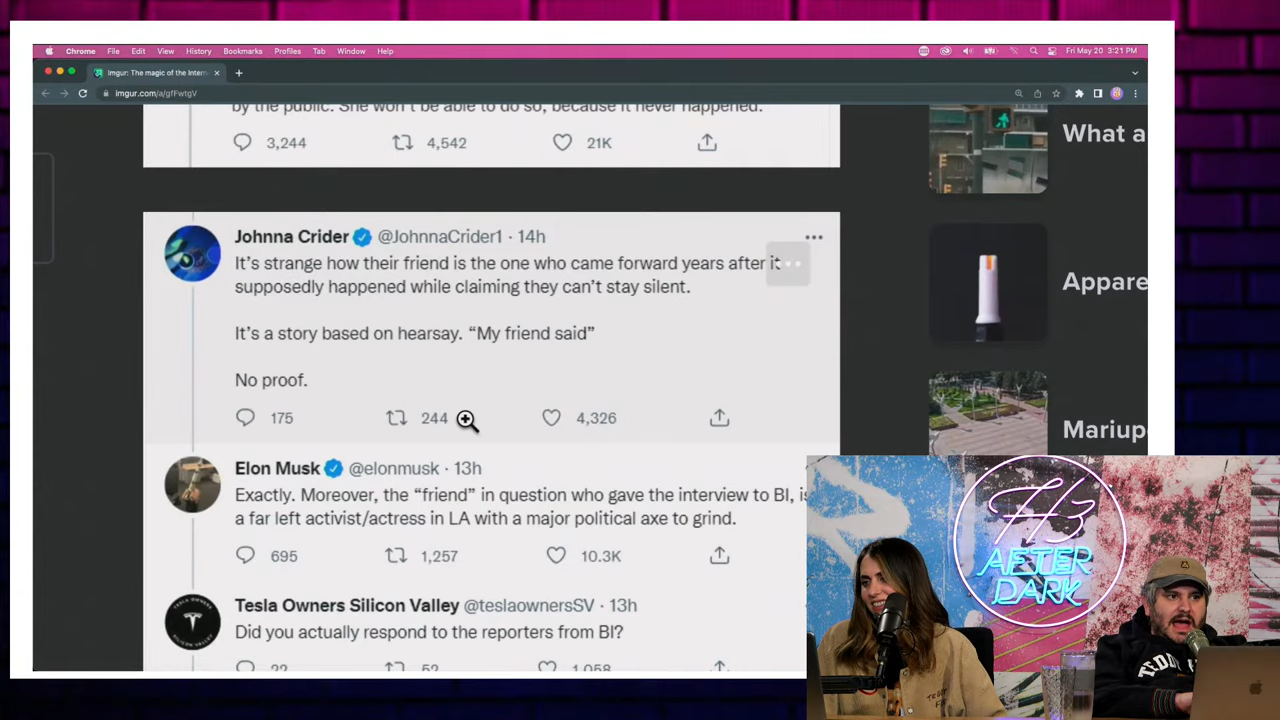 Chrome File Edit View History Bookmarks Profiles Tab Window Help Fri May 20 3:21 PM
Imgur: The magic of the Intern
imgur.com/a/gfFwtgV
by the public. She won't be able to do so, because it never happened.
3,244 4,542 21K
What a
Johnna Crider @JohnnaCrider1 · 14h
It's strange how their friend is the one who came forward years after it
supposedly happened while claiming they can't stay silent.
Appare
It's a story based on hearsay. “My friend said”
No proof.
175 244 4,326
Mariup
Elon Musk @elonmusk · 13h
Exactly. Moreover, the “friend” in question who gave the interview to BI, is
a far left activist/actress in LA with a major political axe to grind.
695 1,257 10.3K
Tesla Owners Silicon Valley @teslaownersSV · 13h
Did you actually respond to the reporters from BI?
22 52 1,058
H3
AFTER
DARK
TEDDY